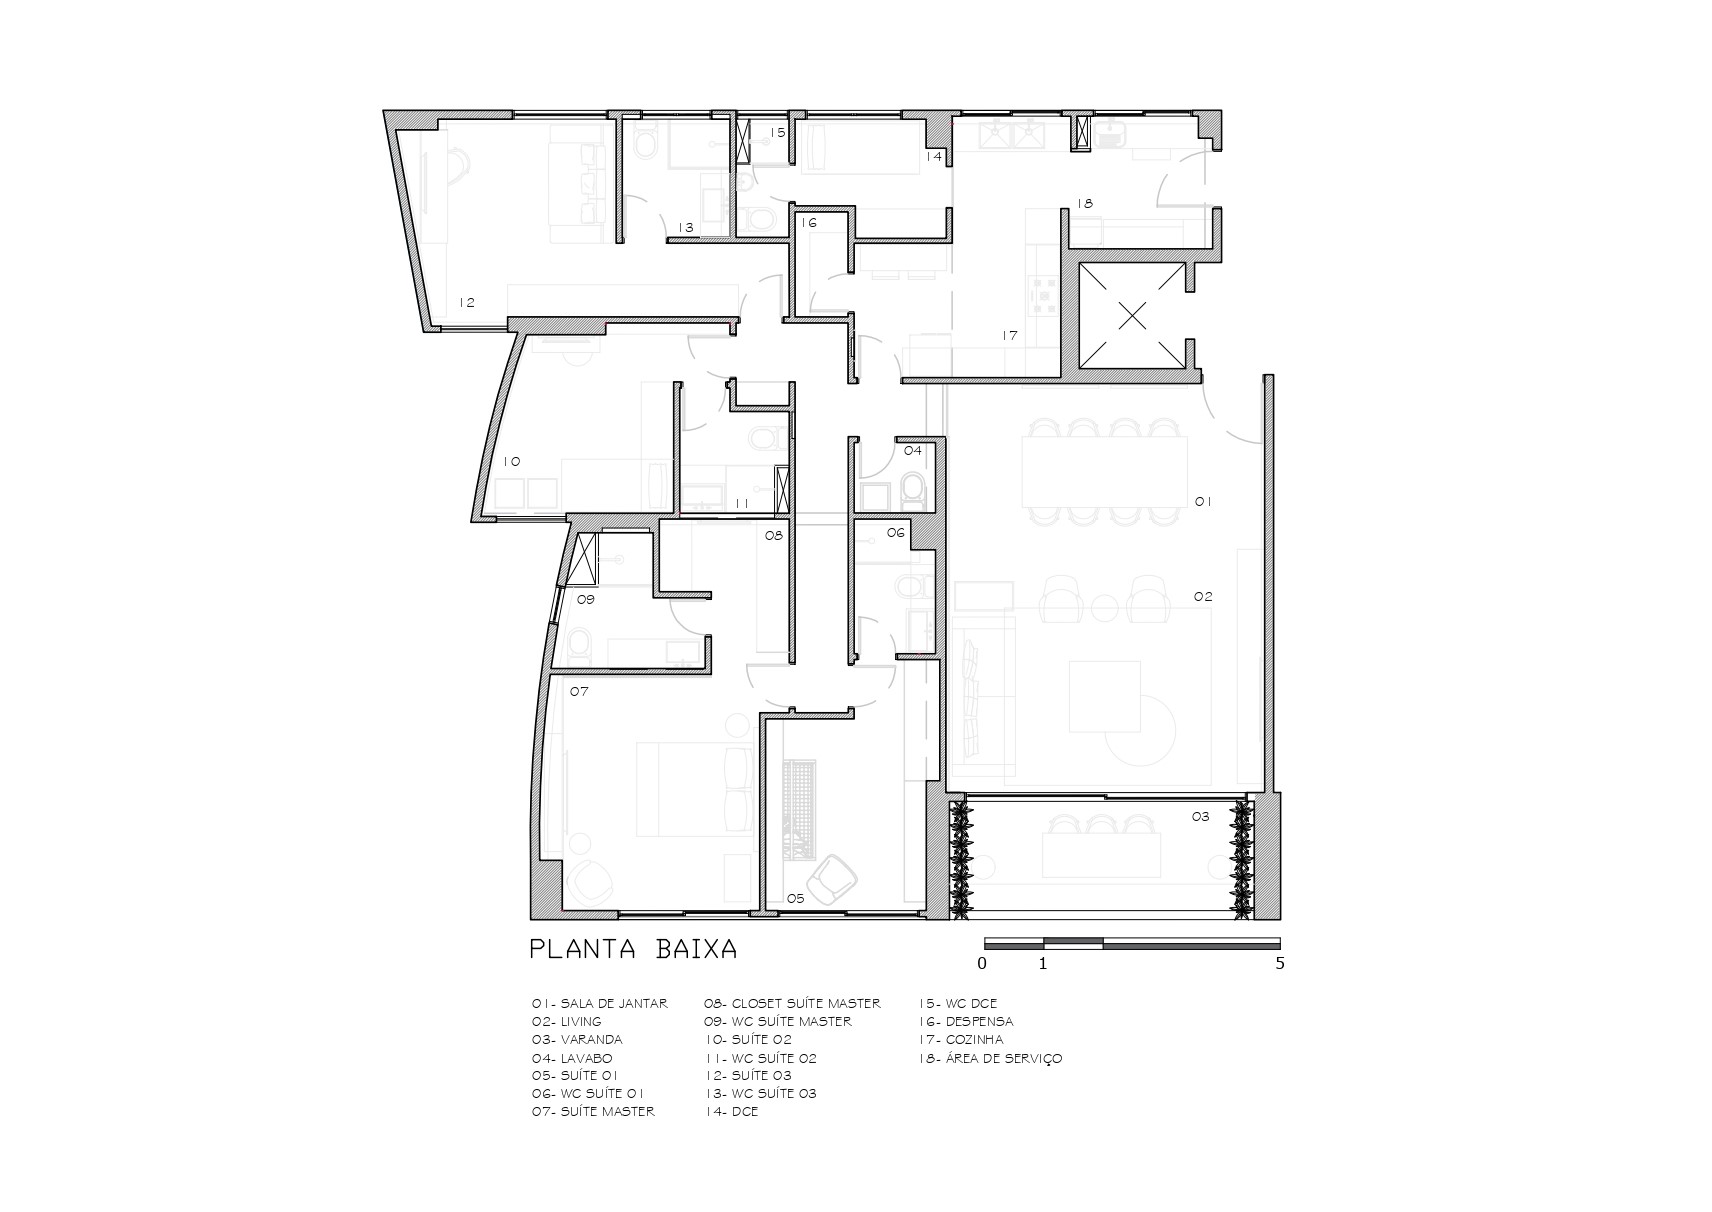 15
14
16
13
18
12
17
10
04
11
01
08
06
09
02
07
03
05
PLANTA BAIXA
0 1 5
01- SALA DE JANTAR
02- LIVING
03- VARANDA
04- LAVABO
05- SUÍTE 01
06- WC SUÍTE 01
07- SUÍTE MASTER
08- CLOSET SUÍTE MASTER
09- WC SUÍTE MASTER
10- SUÍTE 02
11- WC SUÍTE 02
12- SUÍTE 03
13- WC SUÍTE 03
14- DCE
15- WC DCE
16- DESPENSA
17- COZINHA
18- ÁREA DE SERVIÇO